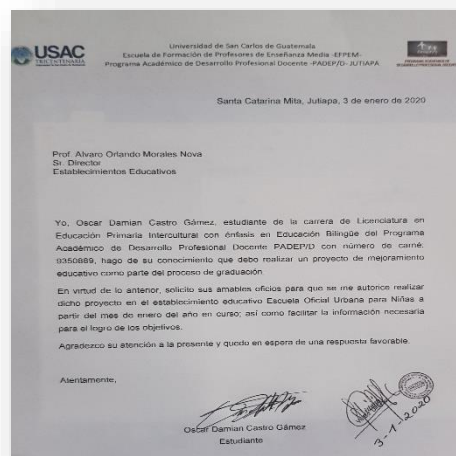 USAC
TRICENTENARIA
Universidad de San Carlos de Guatemala
Escuela de Formación de Profesores de Enseñanza Media -EFPEM-
Programa Académico de Desarrollo Profesional Docente -PADEP/D- JUTIAPA
Santa Catarina Mita, Jutiapa, 3 de enero de 2020
Prof. Alvaro Orlando Morales Nova
Sr. Director
Establecimientos Educativos
Yo, Oscar Damian Castro Gámez, estudiante de la carrera de Licenciatura en
Educación Primaria Intercultural con énfasis en Educación Bilingüe del Programa
Académico de Desarrollo Profesional Docente PADEP/D con número de carné:
9350889, hago de su conocimiento que debo realizar un proyecto de mejoramiento
educativo como parte del proceso de graduación.
En virtud de lo anterior, solicito sus amables oficios para que se me autorice realizar
dicho proyecto en el establecimiento educativo Escuela Oficial Urbana para Niñas a
partir del mes de enero del año en curso; así como facilitar la información necesaria
para el logro de los objetivos.
Agradezco su atención a la presente y quedo en espera de una respuesta favorable.
Atentamente,
Oscar Damian Castro Gámez
Estudiante
3-1-2020